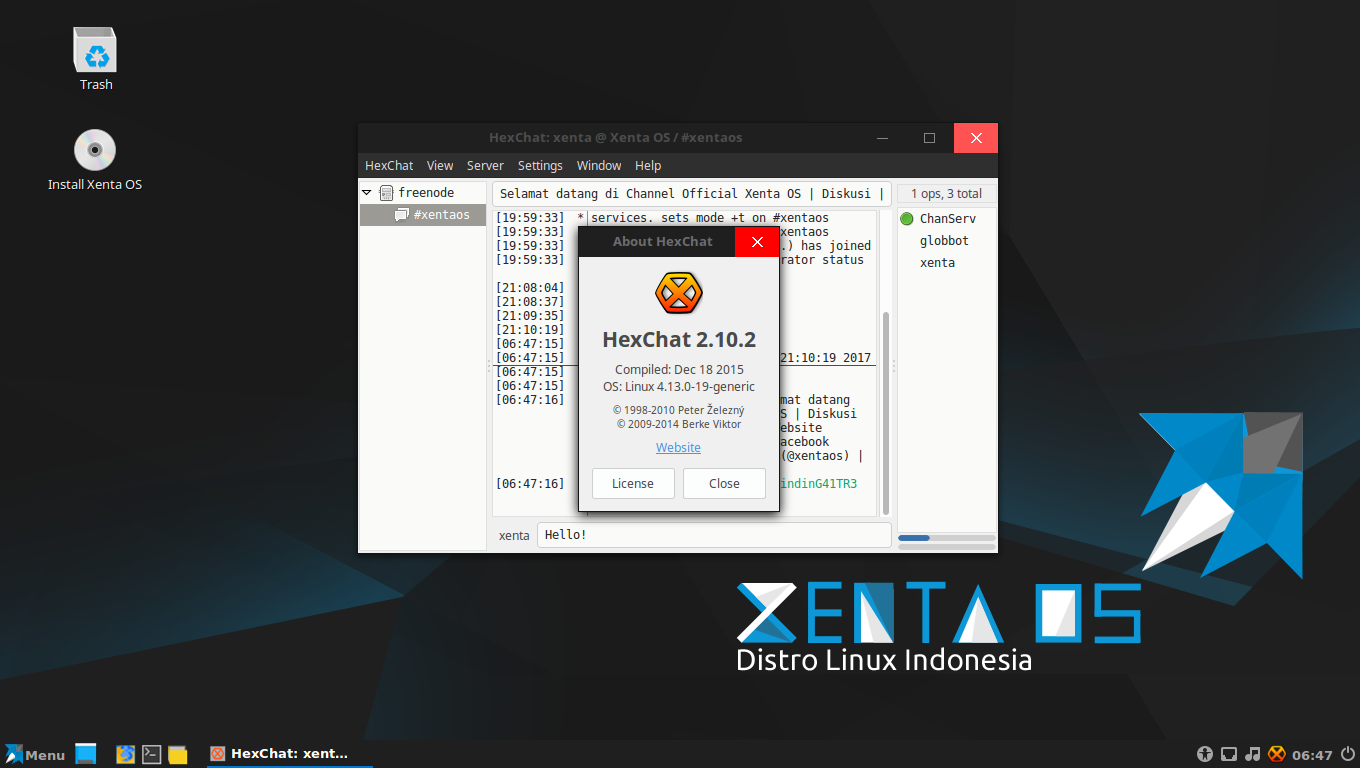 Trash
Install Xenta OS
HexChat: xenta @ Xenta OS / #xentaos
HexChat View Server Settings Window Help
freenode
#xentaos
Selamat datang di Channel Official Xenta OS | Diskusi |
[19:59:33] * services. sets mode +t on #xentaos
[19:59:33] xentaos
[19:59:33] .) has joined
[19:59:33] rator status
[21:08:04]
[21:08:37]
[21:09:35]
[21:10:19]
[06:47:15]
[06:47:15] 21:10:19 2017
[06:47:15]
[06:47:15]
[06:47:16] mat datang
S | Diskusi
ebsite
acebook
(@xentaos) |
[06:47:16] indinG41TR3
xenta
Hello!
1 ops, 3 total
ChanServ
globbot
xenta
About HexChat
HexChat 2.10.2
Compiled: Dec 18 2015
OS: Linux 4.13.0-19-generic
© 1998-2010 Peter Železný
© 2009-2014 Berke Viktor
Website
License Close
XENTA OS
Distro Linux Indonesia
Menu
HexChat: xent...
06:47